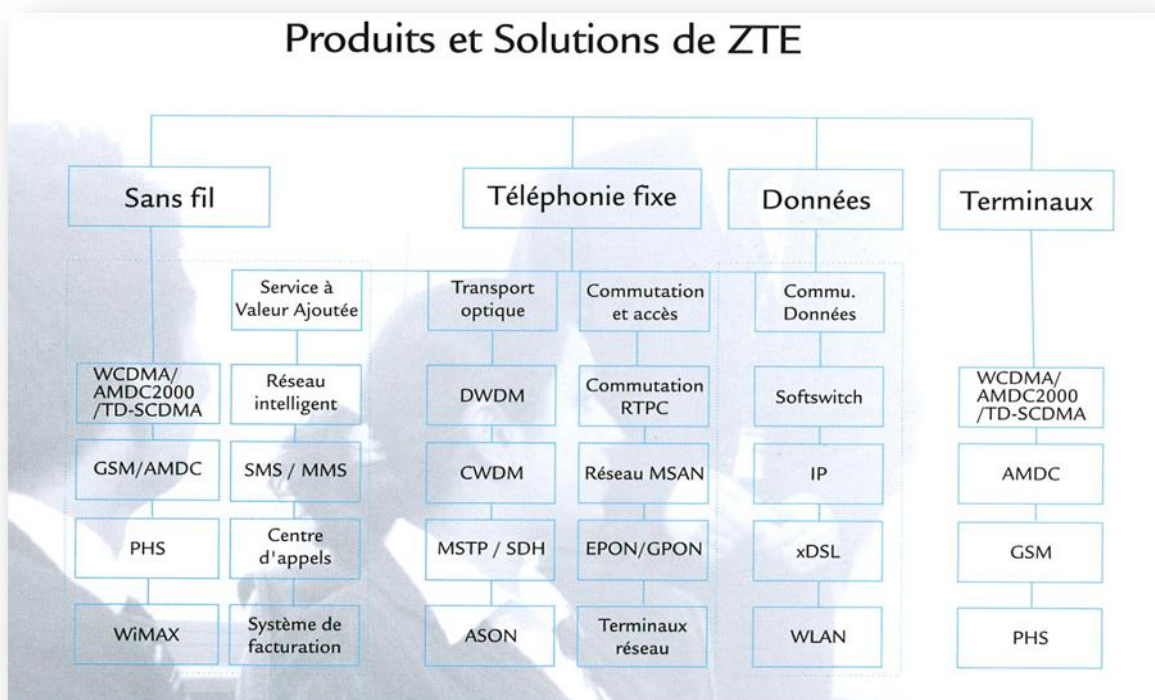 Produits et Solutions de ZTE
Sans fil
Téléphonie fixe
Données
Terminaux
Service à
Valeur Ajoutée
Transport
optique
Commutation
et accès
Commu.
Données
WCDMA/
AMDC2000
/TD-SCDMA
Réseau
intelligent
DWDM
Commutation
RTPC
Softswitch
WCDMA/
AMDC2000
/TD-SCDMA
GSM/AMDC
SMS / MMS
CWDM
Réseau MSAN
IP
AMDC
PHS
Centre
d'appels
MSTP / SDH
EPON/GPON
xDSL
GSM
WiMAX
Système de
facturation
ASON
Terminaux
réseau
WLAN
PHS